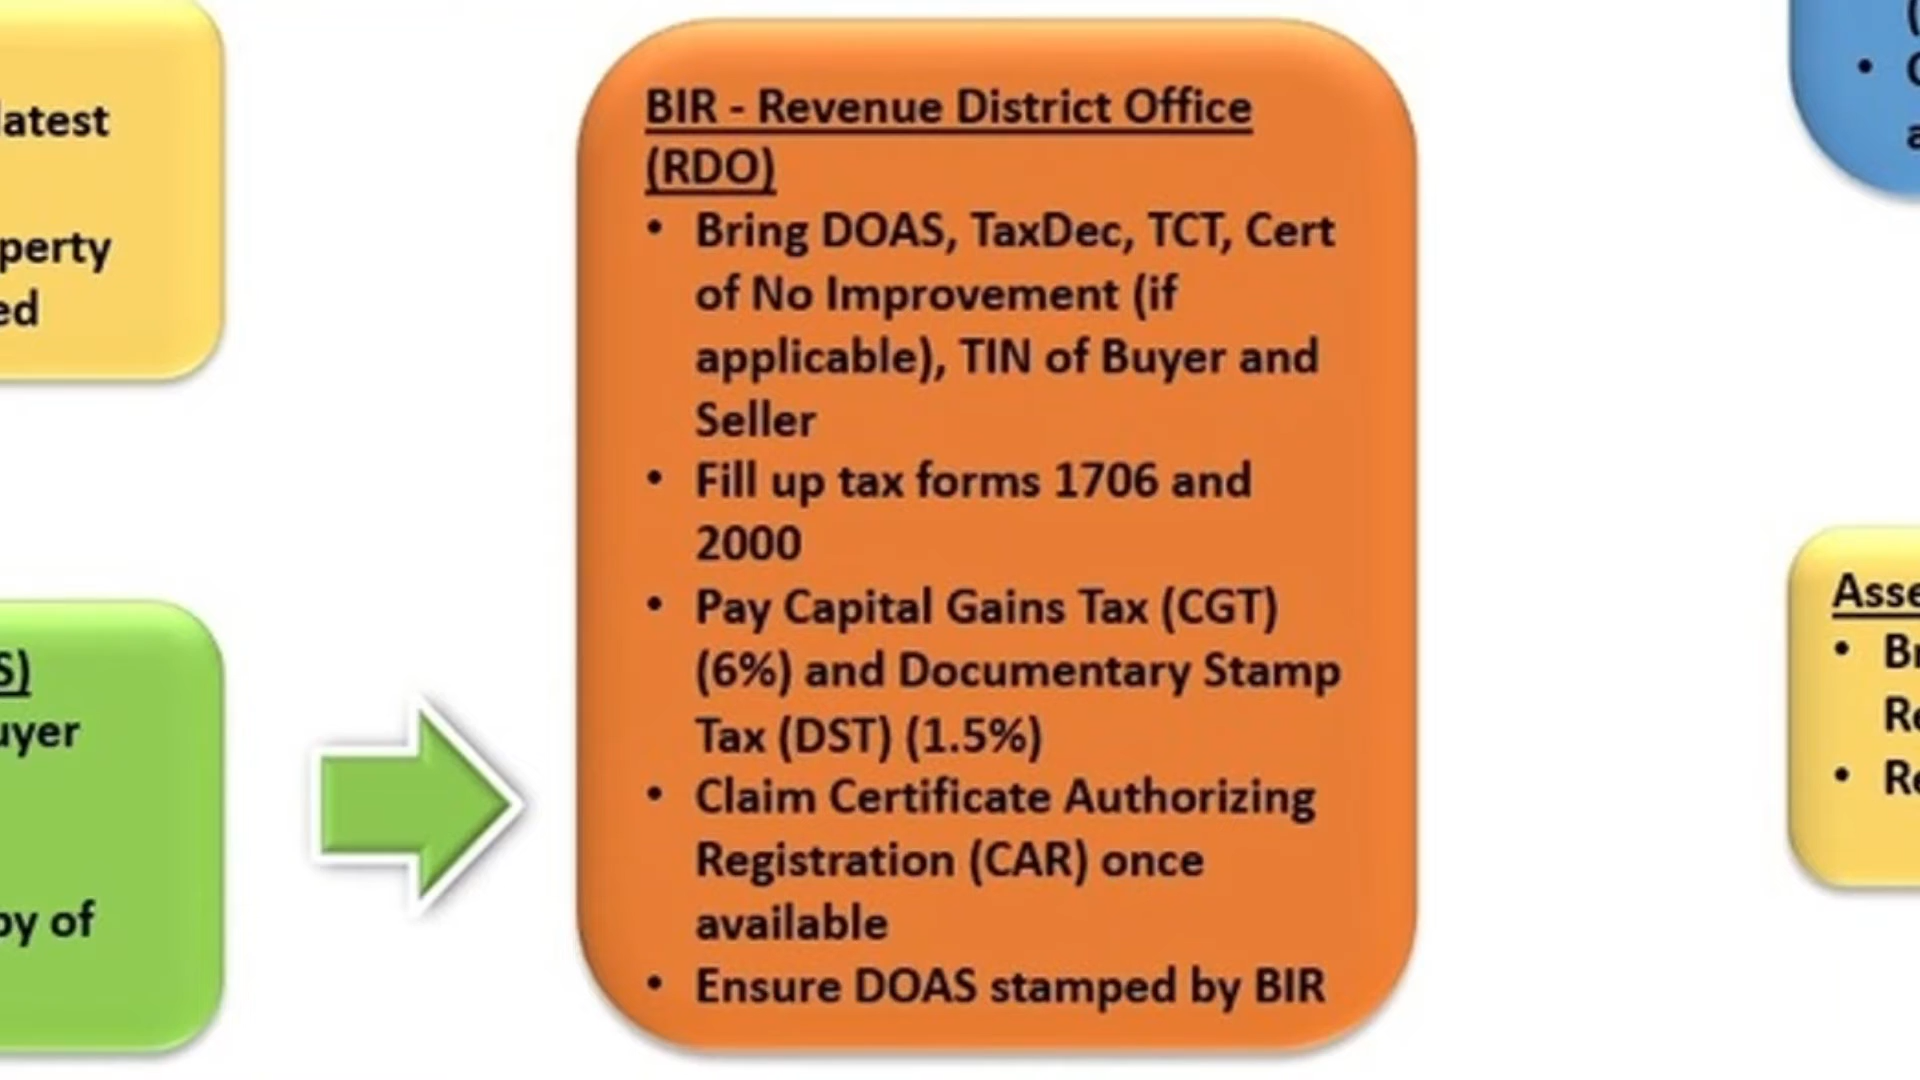 latest
perty
ed
S)
uyer
py of
BIR - Revenue District Office
(RDO)
• Bring DOAS, TaxDec, TCT, Cert
of No Improvement (if
applicable), TIN of Buyer and
Seller
• Fill up tax forms 1706 and
2000
• Pay Capital Gains Tax (CGT)
(6%) and Documentary Stamp
Tax (DST) (1.5%)
• Claim Certificate Authorizing
Registration (CAR) once
available
• Ensure DOAS stamped by BIR
Asse
• Br
Re
• Re